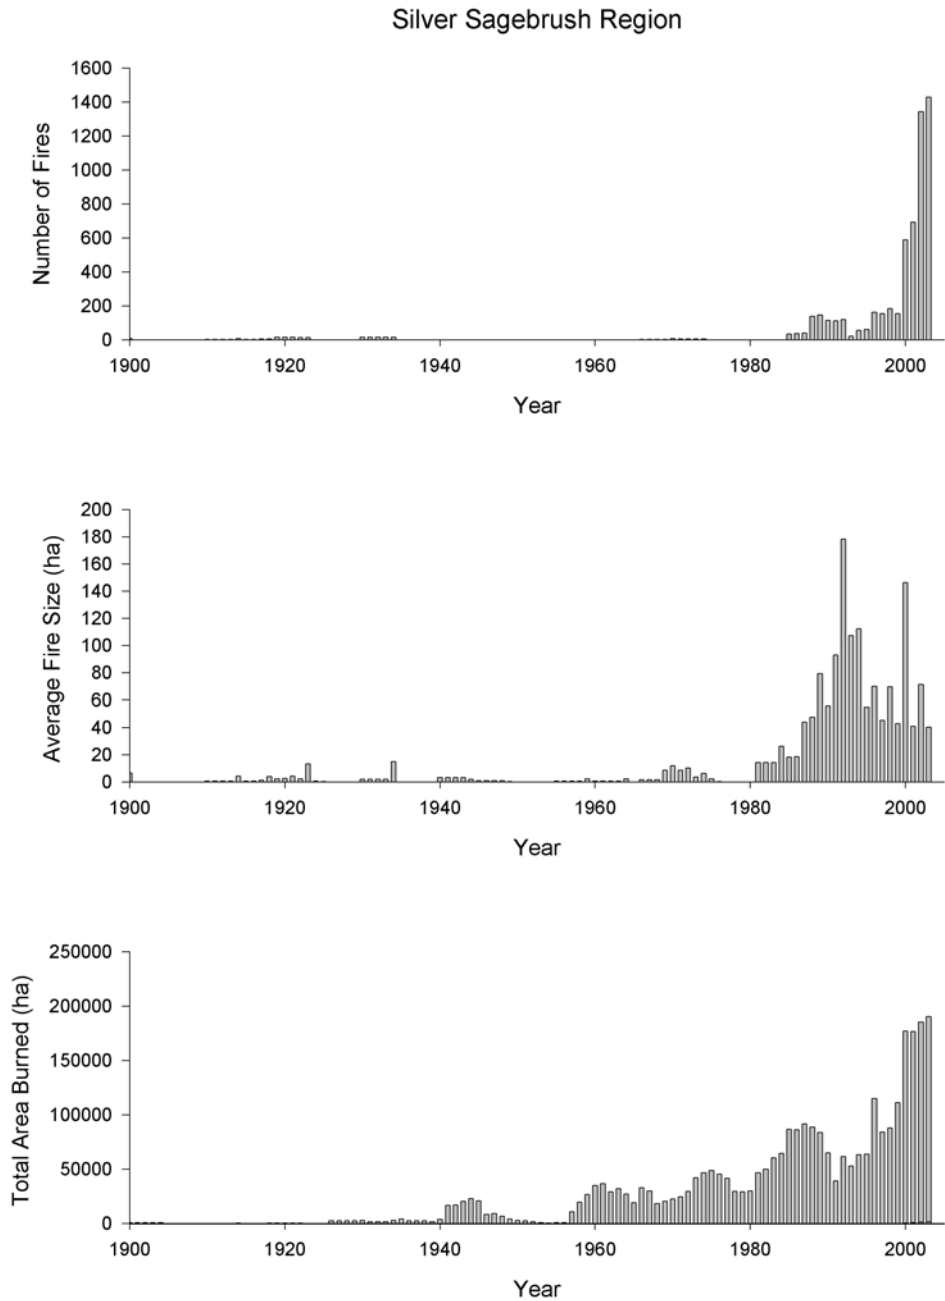 Silver Sagebrush Region
Number of Fires
1600
1400
1200
1000
800
600
400
200
0
1900 1920 1940 1960 1980 2000
Year
Average Fire Size (ha)
200
180
160
140
120
100
80
60
40
20
0
1900 1920 1940 1960 1980 2000
Year
Total Area Burned (ha)
250000
200000
150000
100000
50000
0
1900 1920 1940 1960 1980 2000
Year